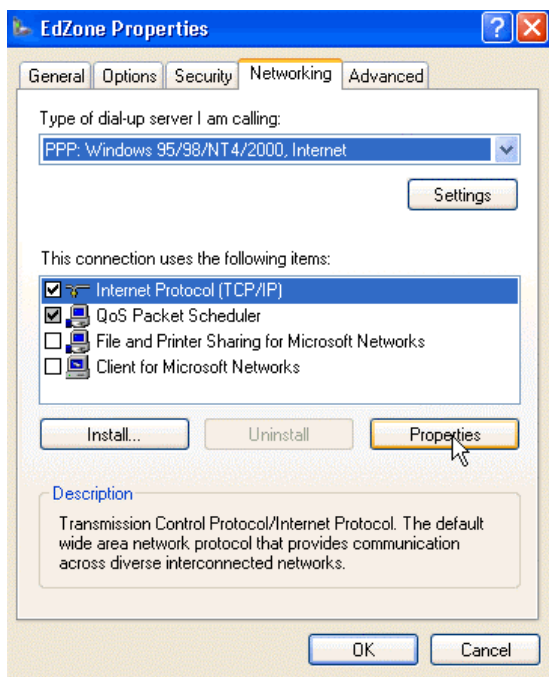 EdZone Properties
General Options Security Networking Advanced
Type of dial-up server I am calling:
PPP: Windows 95/98/NT4/2000, Internet
Settings
This connection uses the following items:
Internet Protocol (TCP/IP)
QoS Packet Scheduler
File and Printer Sharing for Microsoft Networks
Client for Microsoft Networks
Install... Uninstall Properties
Description
Transmission Control Protocol/Internet Protocol. The default
wide area network protocol that provides communication
across diverse interconnected networks.
OK Cancel